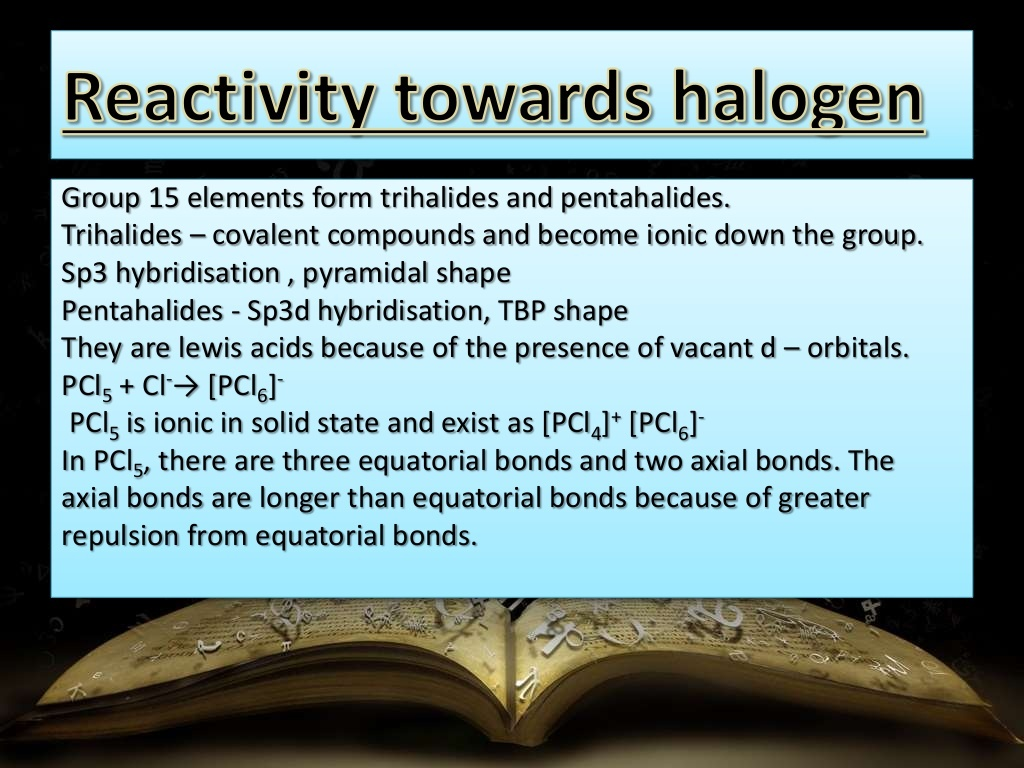 Reactivity towards halogen
Group 15 elements form trihalides and pentahalides.
Trihalides – covalent compounds and become ionic down the group.
Sp3 hybridisation , pyramidal shape
Pentahalides - Sp3d hybridisation, TBP shape
They are lewis acids because of the presence of vacant d – orbitals.
PCl₅ + Cl⁻→ [PCl₆]⁻
PCl₅ is ionic in solid state and exist as [PCl₄]⁺ [PCl₆]⁻
In PCl₅, there are three equatorial bonds and two axial bonds. The
axial bonds are longer than equatorial bonds because of greater
repulsion from equatorial bonds.